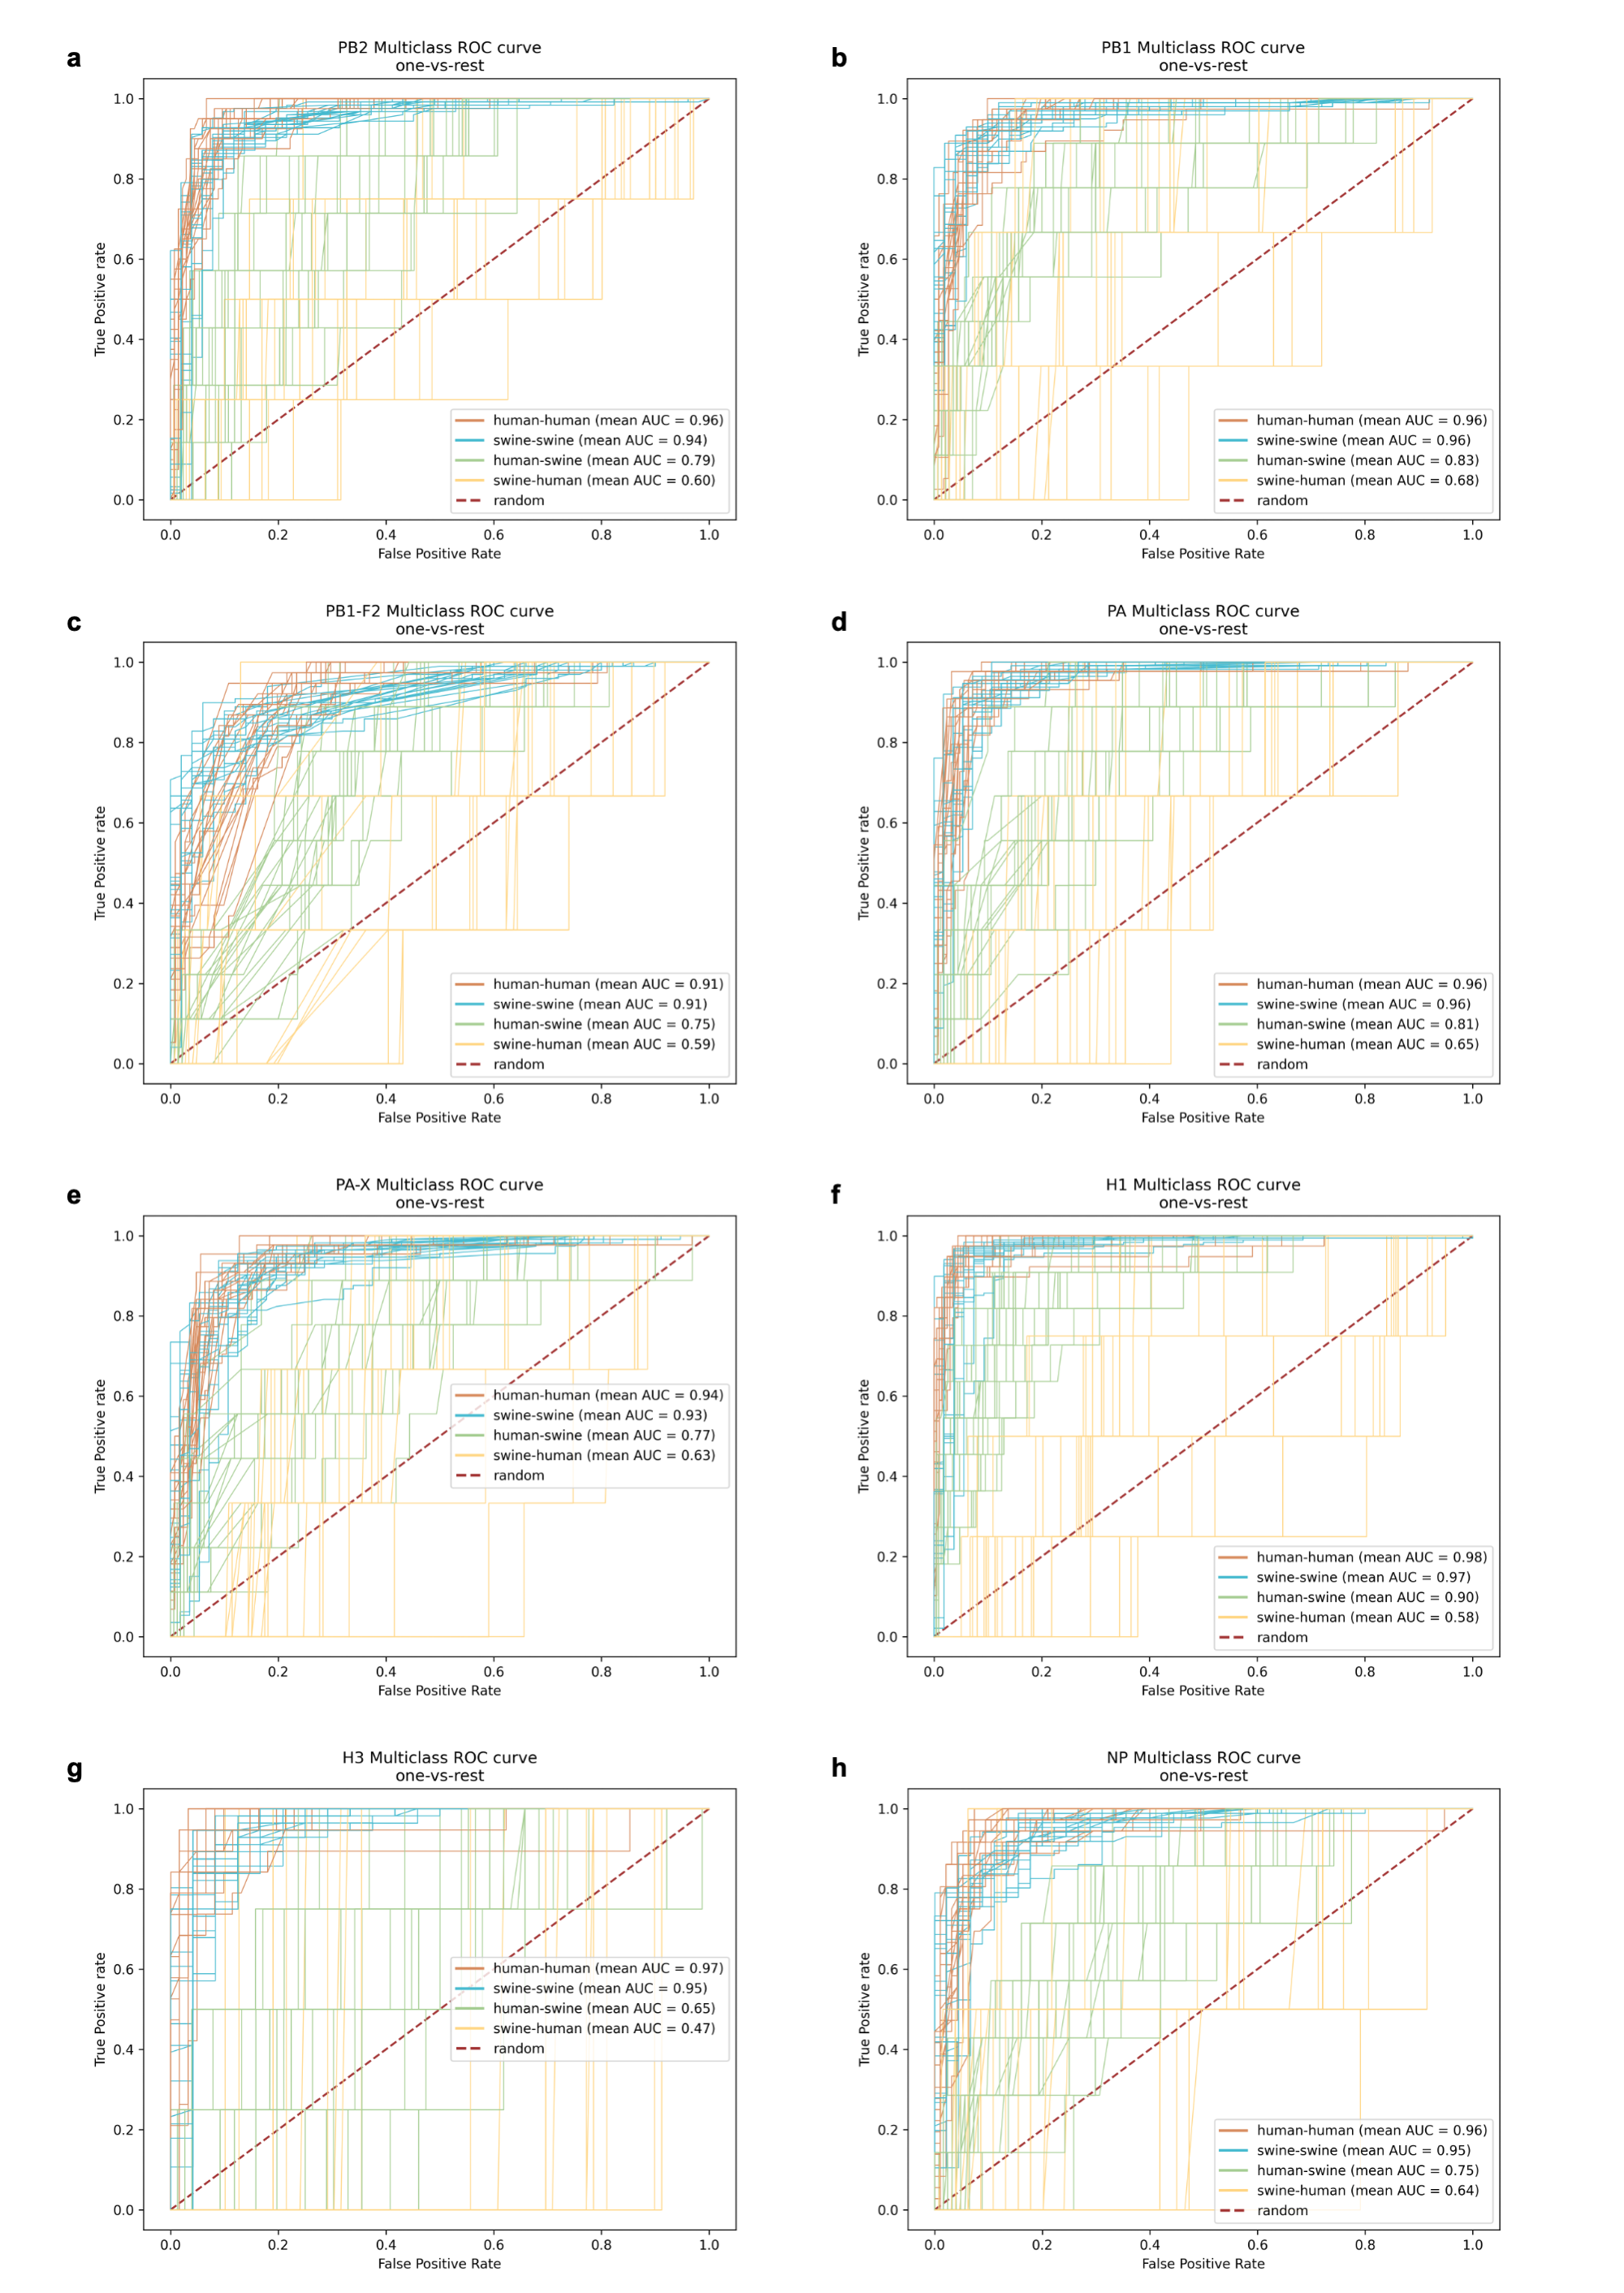 a
PB2 Multiclass ROC curve
one-vs-rest
True Positive rate
1.0
0.8
0.6
0.4
0.2
0.0
human-human (mean AUC = 0.96)
swine-swine (mean AUC = 0.94)
human-swine (mean AUC = 0.79)
swine-human (mean AUC = 0.60)
random
0.0 0.2 0.4 0.6 0.8 1.0
False Positive Rate
b
PB1 Multiclass ROC curve
one-vs-rest
True Positive rate
1.0
0.8
0.6
0.4
0.2
0.0
human-human (mean AUC = 0.96)
swine-swine (mean AUC = 0.96)
human-swine (mean AUC = 0.83)
swine-human (mean AUC = 0.68)
random
0.0 0.2 0.4 0.6 0.8 1.0
False Positive Rate
c
PB1-F2 Multiclass ROC curve
one-vs-rest
True Positive rate
1.0
0.8
0.6
0.4
0.2
0.0
human-human (mean AUC = 0.91)
swine-swine (mean AUC = 0.91)
human-swine (mean AUC = 0.75)
swine-human (mean AUC = 0.59)
random
0.0 0.2 0.4 0.6 0.8 1.0
False Positive Rate
d
PA Multiclass ROC curve
one-vs-rest
True Positive rate
1.0
0.8
0.6
0.4
0.2
0.0
human-human (mean AUC = 0.96)
swine-swine (mean AUC = 0.96)
human-swine (mean AUC = 0.81)
swine-human (mean AUC = 0.65)
random
0.0 0.2 0.4 0.6 0.8 1.0
False Positive Rate
e
PA-X Multiclass ROC curve
one-vs-rest
True Positive rate
1.0
0.8
0.6
0.4
0.2
0.0
human-human (mean AUC = 0.94)
swine-swine (mean AUC = 0.93)
human-swine (mean AUC = 0.77)
swine-human (mean AUC = 0.63)
random
0.0 0.2 0.4 0.6 0.8 1.0
False Positive Rate
f
H1 Multiclass ROC curve
one-vs-rest
True Positive rate
1.0
0.8
0.6
0.4
0.2
0.0
human-human (mean AUC = 0.98)
swine-swine (mean AUC = 0.97)
human-swine (mean AUC = 0.90)
swine-human (mean AUC = 0.58)
random
0.0 0.2 0.4 0.6 0.8 1.0
False Positive Rate
g
H3 Multiclass ROC curve
one-vs-rest
True Positive rate
1.0
0.8
0.6
0.4
0.2
0.0
human-human (mean AUC = 0.97)
swine-swine (mean AUC = 0.95)
human-swine (mean AUC = 0.65)
swine-human (mean AUC = 0.47)
random
0.0 0.2 0.4 0.6 0.8 1.0
False Positive Rate
h
NP Multiclass ROC curve
one-vs-rest
True Positive rate
1.0
0.8
0.6
0.4
0.2
0.0
human-human (mean AUC = 0.96)
swine-swine (mean AUC = 0.95)
human-swine (mean AUC = 0.75)
swine-human (mean AUC = 0.64)
random
0.0 0.2 0.4 0.6 0.8 1.0
False Positive Rate